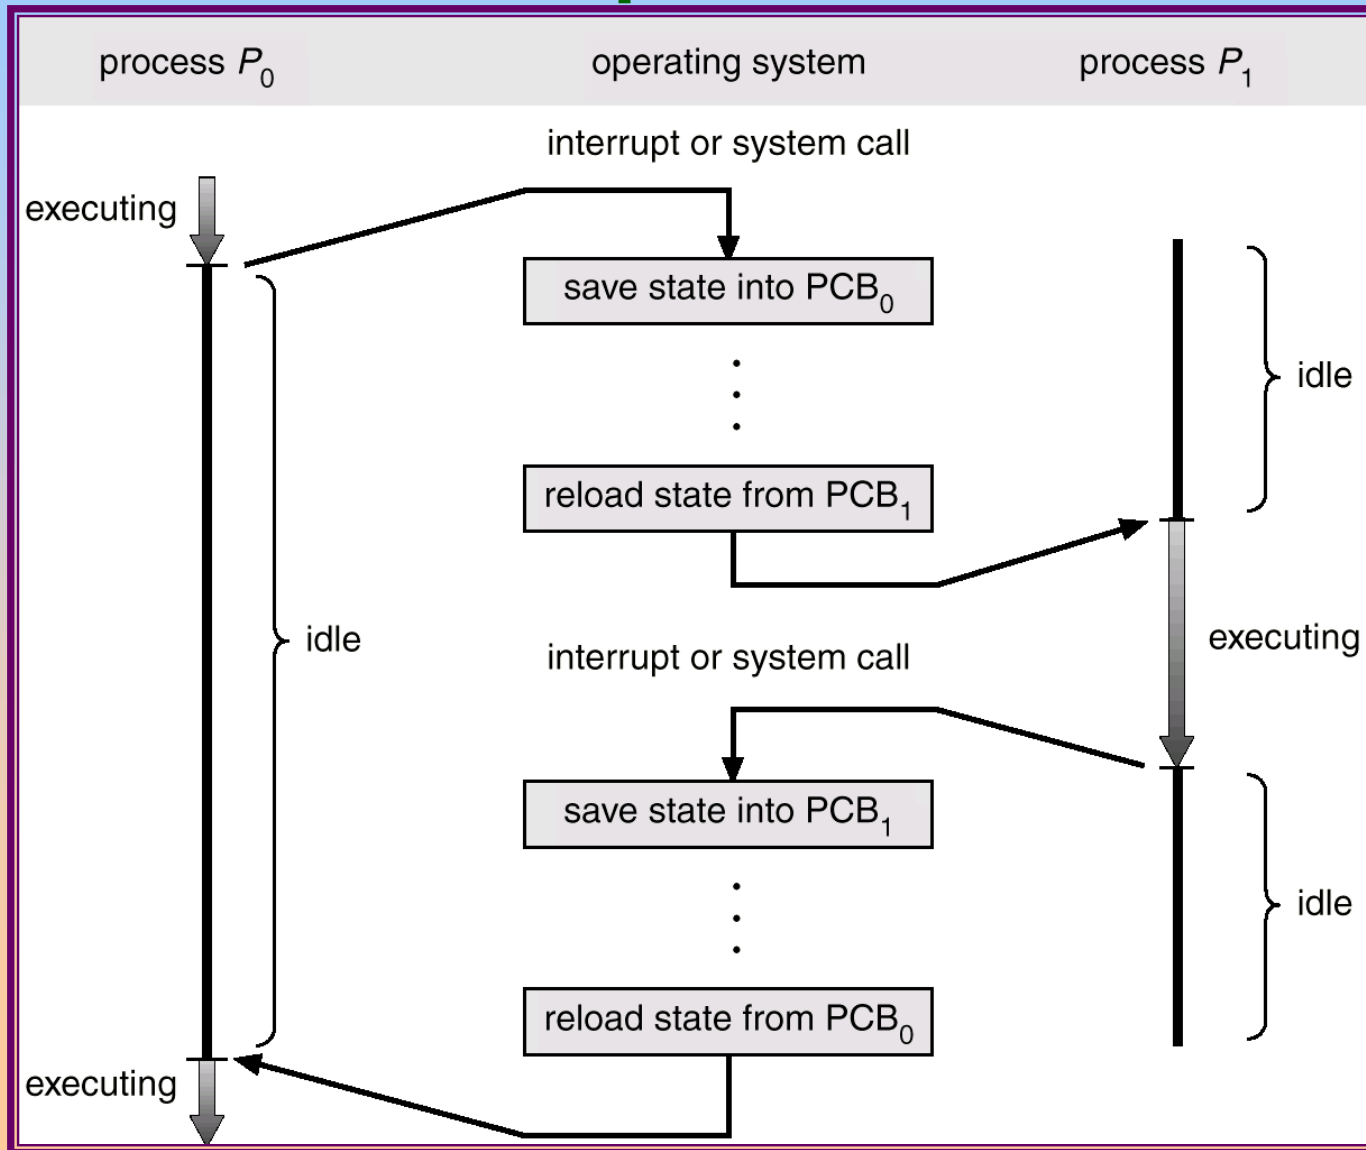 process P0
operating system
process P1
interrupt or system call
executing
save state into PCB0
idle
reload state from PCB1
idle
interrupt or system call
executing
save state into PCB1
idle
reload state from PCB0
executing